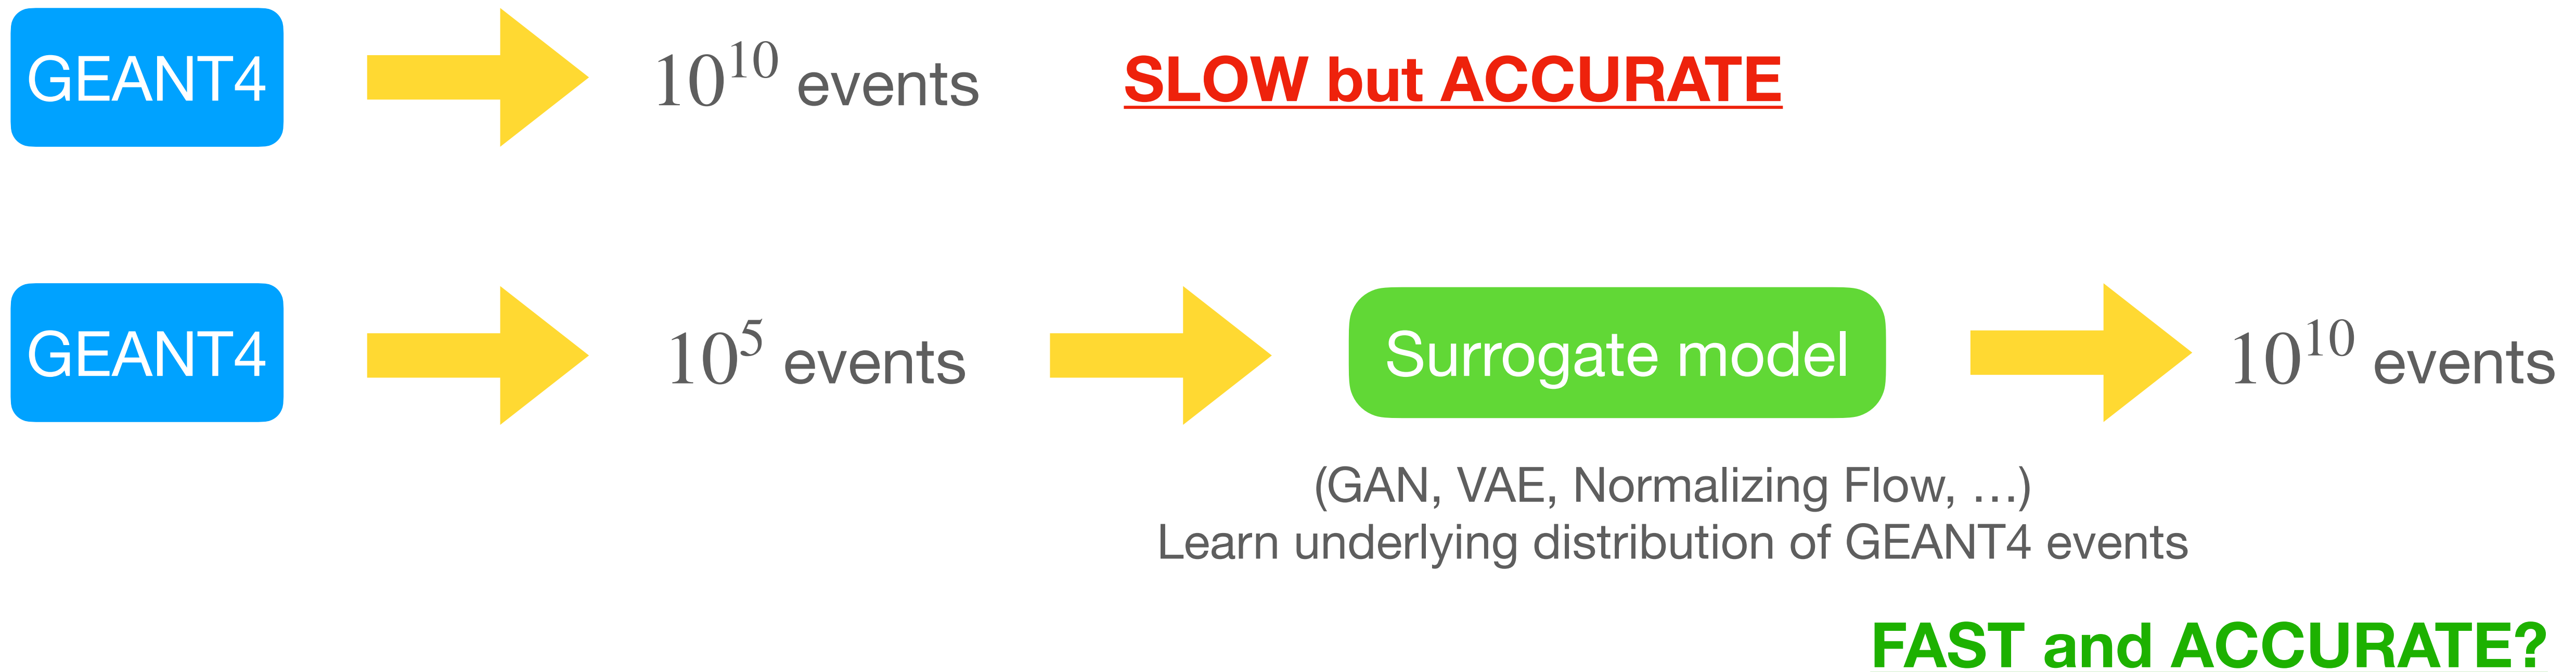 GEANT4 10^10 events SLOW but ACCURATE
GEANT4 10^5 events Surrogate model 10^10 events
(GAN, VAE, Normalizing Flow, …)
Learn underlying distribution of GEANT4 events
FAST and ACCURATE?